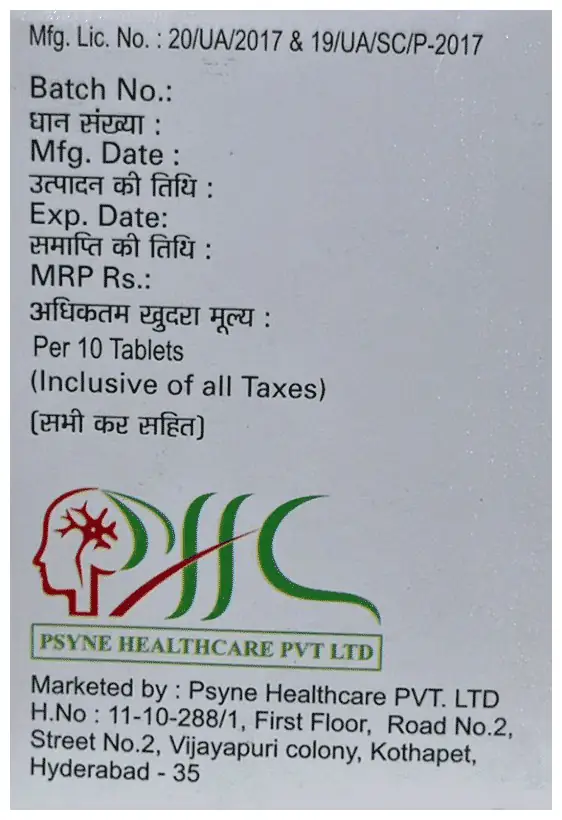 Mfg. Lic. No. : 20/UA/2017 & 19/UA/SC/P-2017
Batch No.:
धान संख्या :
Mfg. Date :
उत्पादन की तिथि :
Exp. Date:
समाप्ति की तिथि :
MRP Rs.:
अधिकतम खुदरा मूल्य :
Per 10 Tablets
(Inclusive of all Taxes)
(सभी कर सहित)
PHC
PSYNE HEALTHCARE PVT LTD
Marketed by : Psyne Healthcare PVT. LTD
H.No : 11-10-288/1, First Floor, Road No.2,
Street No.2, Vijayapuri colony, Kothapet,
Hyderabad - 35